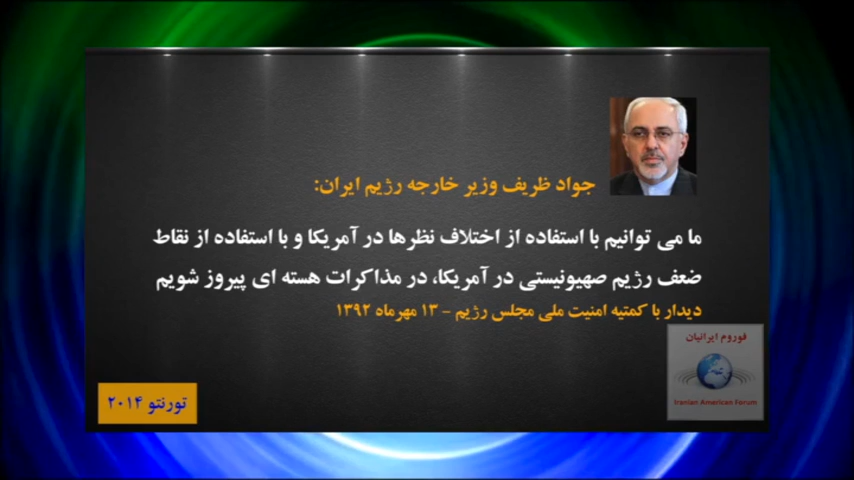 جواد ظریف وزیر خارجه رژیم ایران:
ما می توانیم با استفاده از اختلاف نظرها در آمریکا و با استفاده از نقاط
ضعف رژیم صهیونیستی در آمریکا، در مذاکرات هسته ای پیروز شویم
دیدار با کمتیه امنیت ملی مجلس رژیم - ۱۳ مهرماه ۱۳۹۲
فوروم ایرانیان
Iranian American Forum
تورنتو ۲۰۱۴